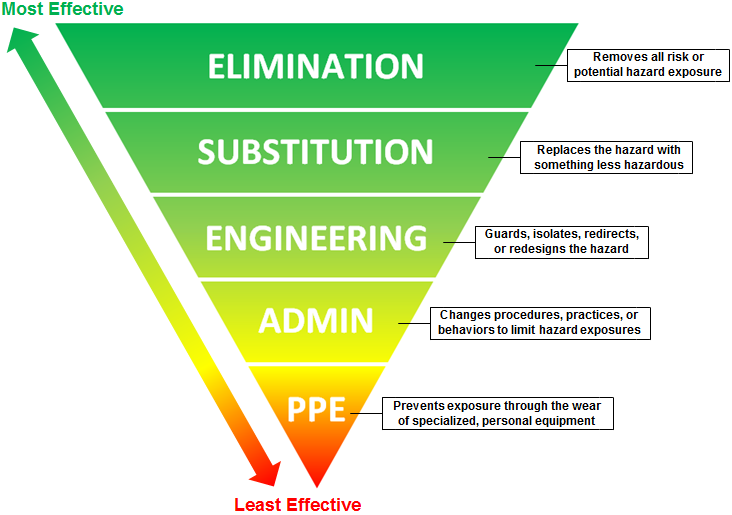 Most Effective
ELIMINATION
Removes all risk or
potential hazard exposure
SUBSTITUTION
Replaces the hazard with
something less hazardous
ENGINEERING
Guards, isolates, redirects,
or redesigns the hazard
ADMIN
Changes procedures, practices, or
behaviors to limit hazard exposures
PPE
Prevents exposure through the wear
of specialized, personal equipment
Least Effective